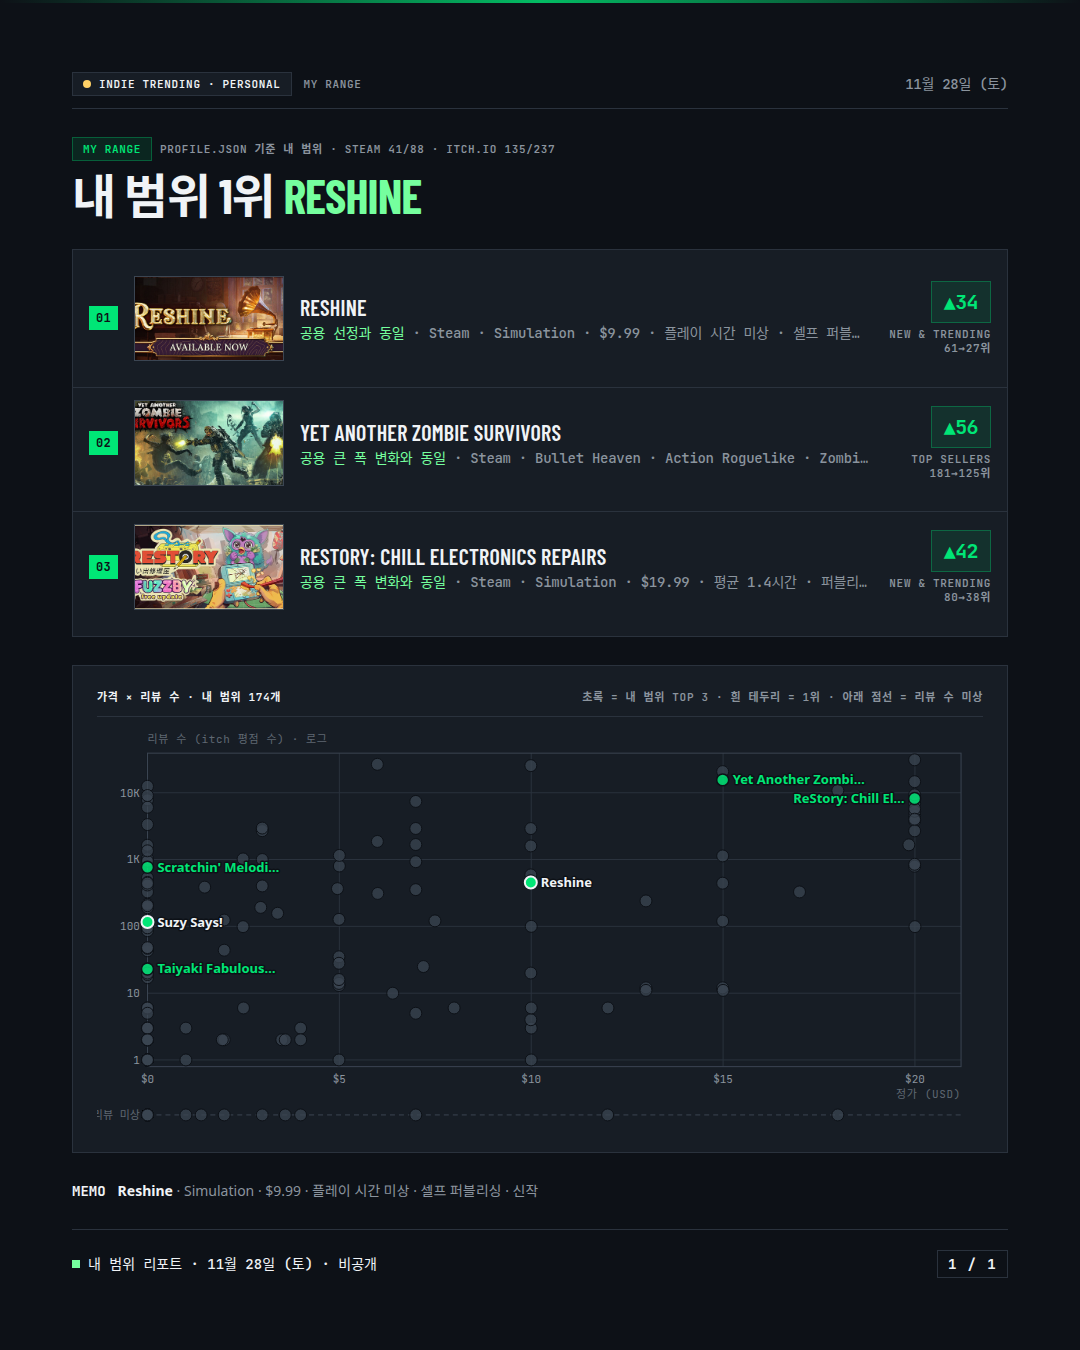 INDIE TRENDING · PERSONAL MY RANGE 11월 28일 (토)
MY RANGE PROFILE.JSON 기준 내 범위 · STEAM 41/88 · ITCH.IO 135/237
내 범위 1위 RESHINE
01
RESHINE
AVAILABLE NOW
RESHINE
공용 선정과 동일 · Steam · Simulation · $9.99 · 플레이 시간 미상 · 셀프 퍼블…
▲34
NEW & TRENDING
61→27위
02
YET ANOTHER
ZOMBIE
URVIVORS
YET ANOTHER ZOMBIE SURVIVORS
공용 큰 폭 변화와 동일 · Steam · Bullet Heaven · Action Roguelike · Zombi…
▲56
TOP SELLERS
181→125위
03
RESTORY
い出修理屋
FUZZBY
free update
RESTORY: CHILL ELECTRONICS REPAIRS
공용 큰 폭 변화와 동일 · Steam · Simulation · $19.99 · 평균 1.4시간 · 퍼블리…
▲42
NEW & TRENDING
80→38위
가격 × 리뷰 수 · 내 범위 174개 초록 = 내 범위 TOP 3 · 흰 테두리 = 1위 · 아래 점선 = 리뷰 수 미상
리뷰 수 (itch 평점 수) · 로그
Yet Another Zombi…
10K
ReStory: Chill El…
1K
Scratchin' Melodi…
Reshine
100
Suzy Says!
Taiyaki Fabulous…
10
1
$0 $5 $10 $15 $20
정가 (USD)
리뷰 미상
MEMO Reshine · Simulation · $9.99 · 플레이 시간 미상 · 셀프 퍼블리싱 · 신작
내 범위 리포트 · 11월 28일 (토) · 비공개 1 / 1